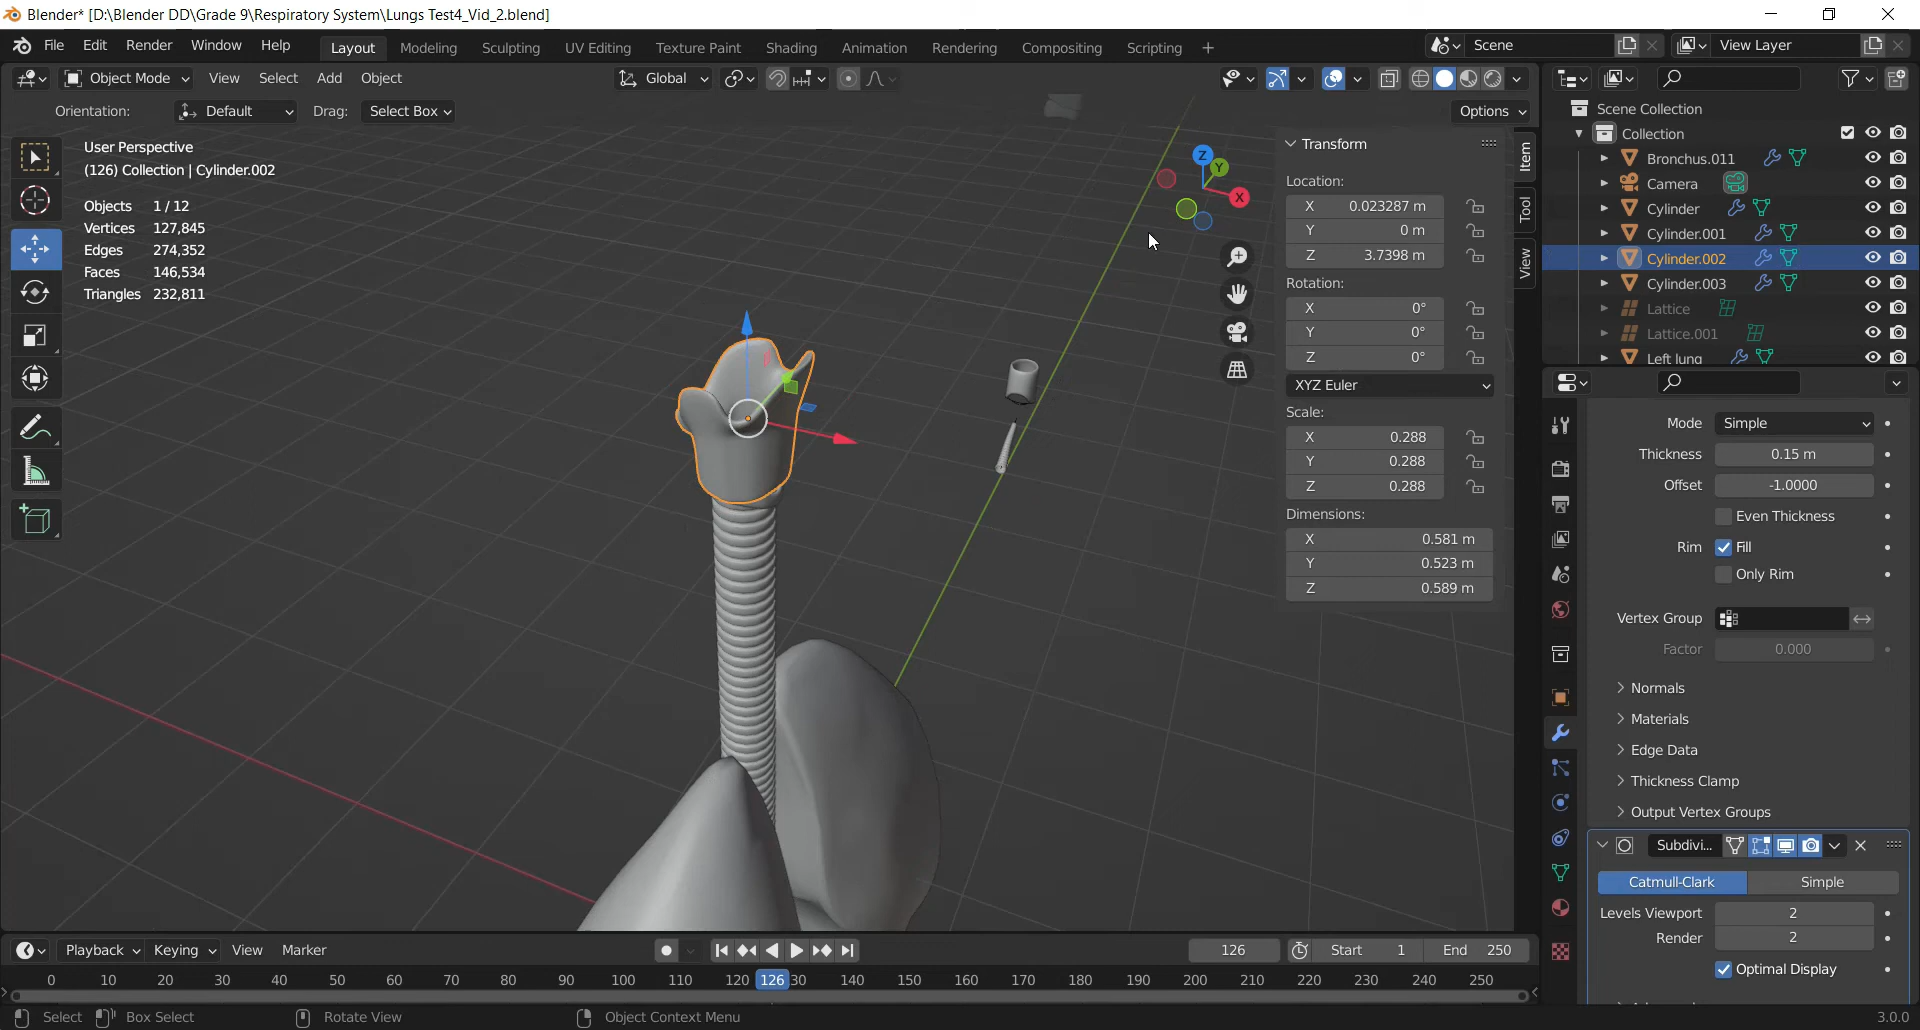 Blender* [D:\Blender DD\Grade 9\Respiratory System\Lungs Test4_Vid_2.blend]
File Edit Render Window Help Layout Modeling Sculpting UV Editing Texture Paint Shading Animation Rendering Compositing Scripting + Scene View Layer
Object Mode View Select Add Object Global
Orientation: Default Drag: Select Box Options
User Perspective
(126) Collection | Cylinder.002
Objects 1/12
Vertices 127,845
Edges 274,352
Faces 146,534
Triangles 232,811
Z
Y
X
Transform
Location:
X 0.023287 m
Y 0 m
Z 3.7398 m
Rotation:
X 0°
Y 0°
Z 0°
XYZ Euler
Scale:
X 0.288
Y 0.288
Z 0.288
Dimensions:
X 0.581 m
Y 0.523 m
Z 0.589 m
Item
Tool
View
Scene Collection
Collection
Bronchus.011
Camera
Cylinder
Cylinder.001
Cylinder.002
Cylinder.003
Lattice
Lattice.001
Left lung
Mode Simple
Thickness 0.15 m
Offset -1.0000
Even Thickness
Rim Fill
Only Rim
Vertex Group
Factor 0.000
Normals
Materials
Edge Data
Thickness Clamp
Output Vertex Groups
Subdivi...
Catmull-Clark Simple
Levels Viewport 2
Render 2
Optimal Display
Playback Keying View Marker 126 Start 1 End 250
0 10 20 30 40 50 60 70 80 90 100 110 120 126 30 140 150 160 170 180 190 200 210 220 230 240 250
Select Box Select Rotate View Object Context Menu 3.0.0